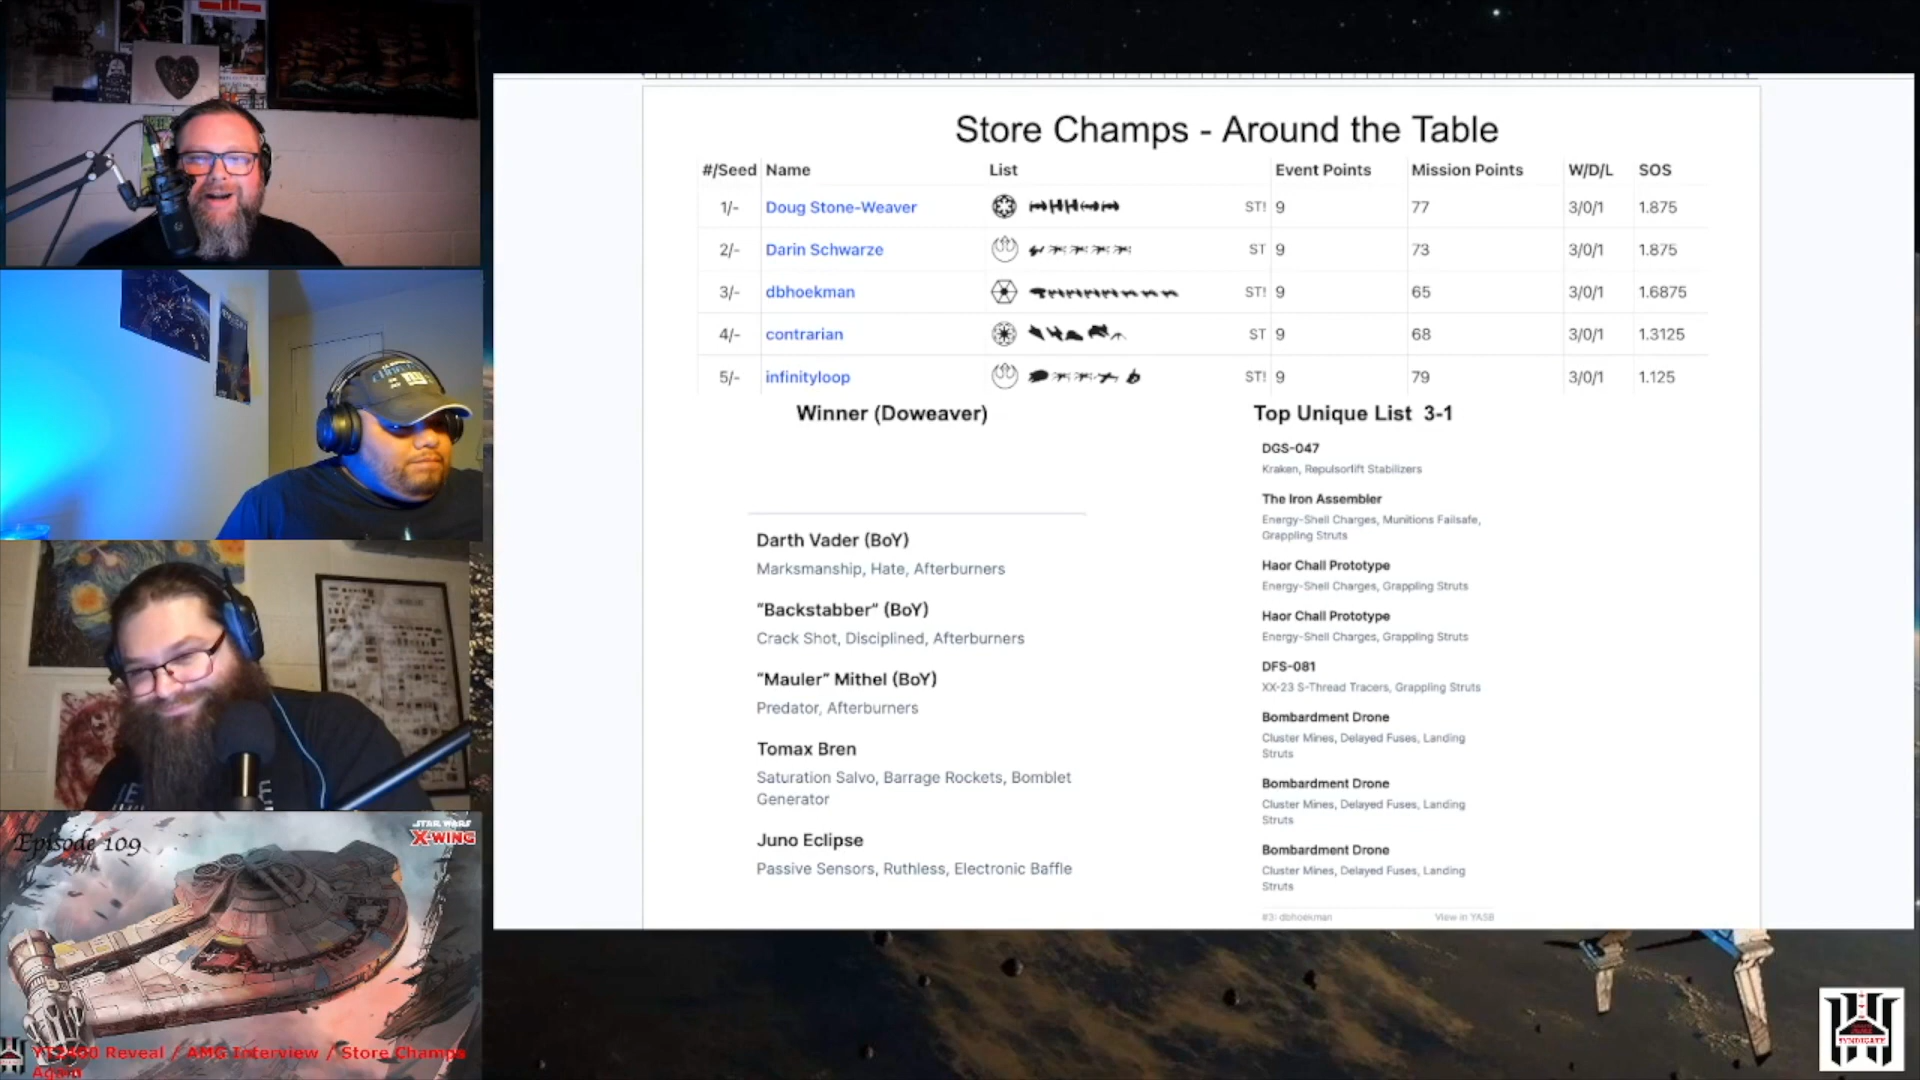 Store Champs - Around the Table
#/Seed Name List Event Points Mission Points W/D/L SOS
1/- Doug Stone-Weaver ST! 9 77 3/0/1 1.875
2/- Darin Schwarze ST 9 73 3/0/1 1.875
3/- dbhoekman ST! 9 65 3/0/1 1.6875
4/- contrarian ST 9 68 3/0/1 1.3125
5/- infinityloop ST! 9 79 3/0/1 1.125
Winner (Doweaver)
Darth Vader (BoY)
Marksmanship, Hate, Afterburners
“Backstabber” (BoY)
Crack Shot, Disciplined, Afterburners
“Mauler” Mithel (BoY)
Predator, Afterburners
Tomax Bren
Saturation Salvo, Barrage Rockets, Bomblet
Generator
Juno Eclipse
Passive Sensors, Ruthless, Electronic Baffle
Top Unique List 3-1
DGS-047
Kraken, Repulsorlift Stabilizers
The Iron Assembler
Energy-Shell Charges, Munitions Failsafe,
Grappling Struts
Haor Chall Prototype
Energy-Shell Charges, Grappling Struts
Haor Chall Prototype
Energy-Shell Charges, Grappling Struts
DFS-081
XX-23 S-Thread Tracers, Grappling Struts
Bombardment Drone
Cluster Mines, Delayed Fuses, Landing
Struts
Bombardment Drone
Cluster Mines, Delayed Fuses, Landing
Struts
Bombardment Drone
Cluster Mines, Delayed Fuses, Landing
Struts
#3: dbhoekman View in YASB
Episode 109
STAR WARS
X-WING
YT2400 Reveal / AMG Interview / Store Champs
Again
SYNDICATE